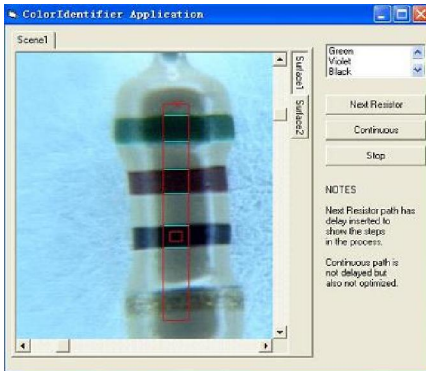 ColorIdentifier Application
Scene1
Surface1
Surface2
Green
Violet
Black
Next Resistor
Continuous
Stop
NOTES
Next Resistor path has
delay inserted to
show the steps
in the process.
Continuous path is
not delayed but
also not optimized.